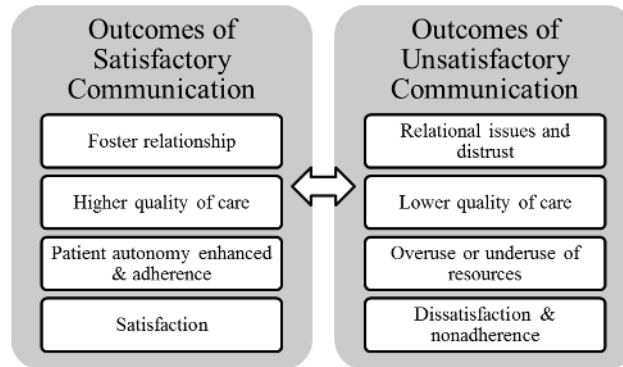 Outcomes of
Satisfactory
Communication
Foster relationship
Higher quality of care
Patient autonomy enhanced
& adherence
Satisfaction
Outcomes of
Unsatisfactory
Communication
Relational issues and
distrust
Lower quality of care
Overuse or underuse of
resources
Dissatisfaction &
nonadherence